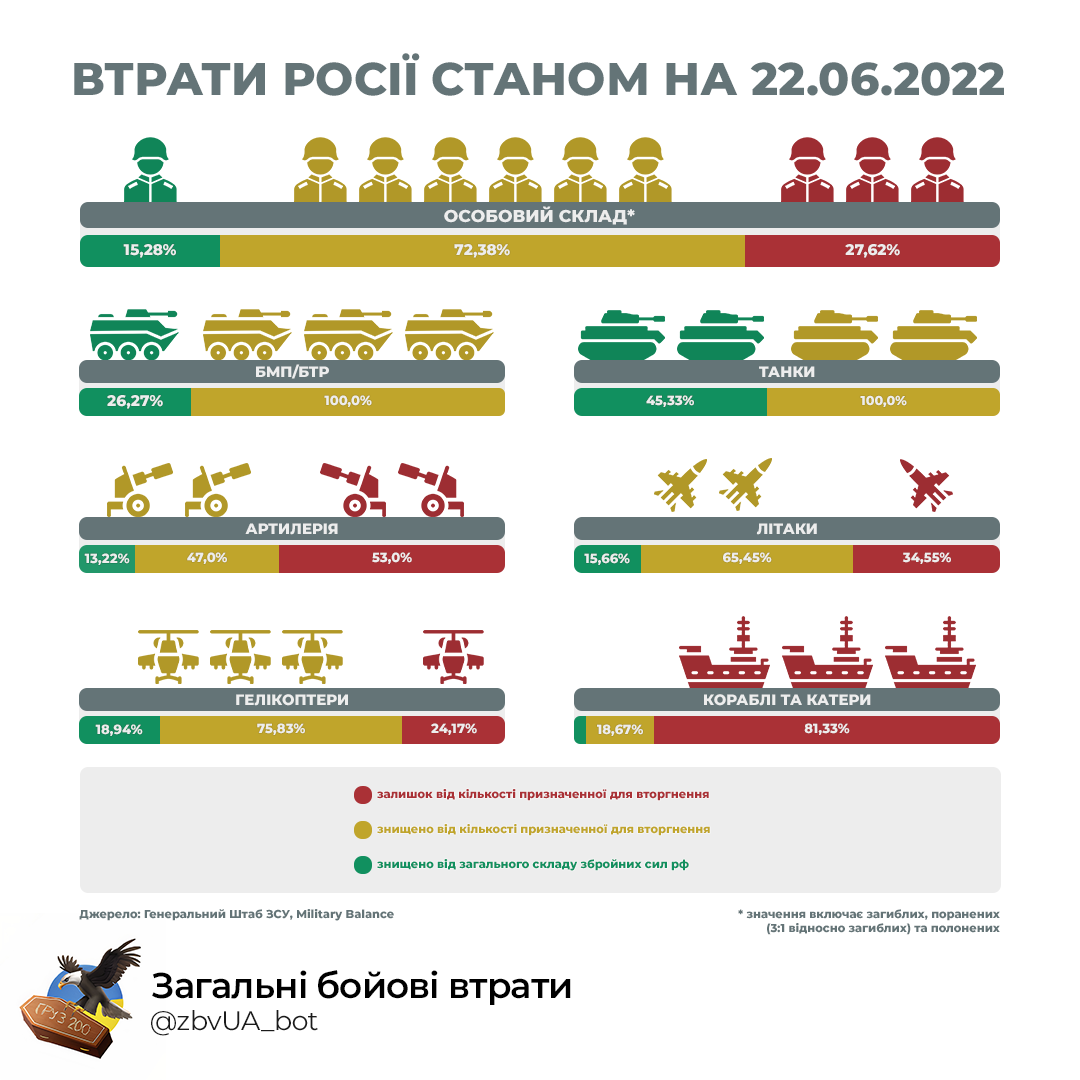 ВТРАТИ РОСІЇ СТАНОМ НА 22.06.2022
ОСОБОВИЙ СКЛАД*
15,28% 72,38% 27,62%
БМП/БТР
26,27% 100,0%
ТАНКИ
45,33% 100,0%
АРТИЛЕРІЯ
13,22% 47,0% 53,0%
ЛІТАКИ
15,66% 65,45% 34,55%
ГЕЛІКОПТЕРИ
18,94% 75,83% 24,17%
КОРАБЛІ ТА КАТЕРИ
18,67% 81,33%
залишок від кількості призначенної для вторгнення
знищено від кількості призначенної для вторгнення
знищено від загального складу збройних сил рф
Джерело: Генеральний Штаб ЗСУ, Military Balance
* значення включає загиблих, поранених
(3:1 відносно загиблих) та полонених
ГРУЗ 200
Загальні бойові втрати
@zbvUA_bot